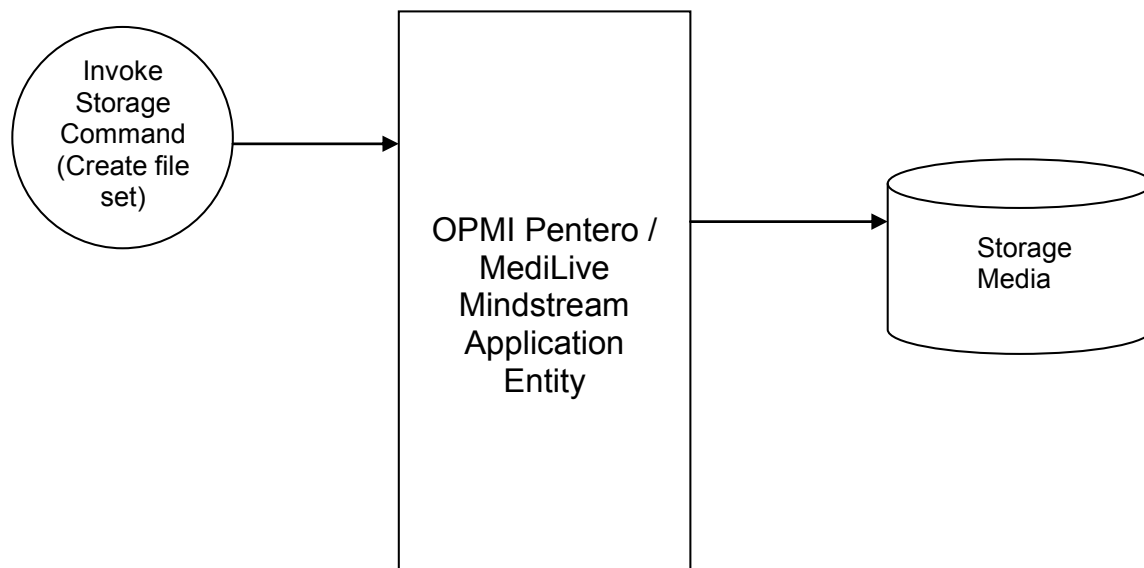 Invoke
Storage
Command
(Create file
set)
OPMI Pentero /
MediLive
Mindstream
Application
Entity
Storage
Media